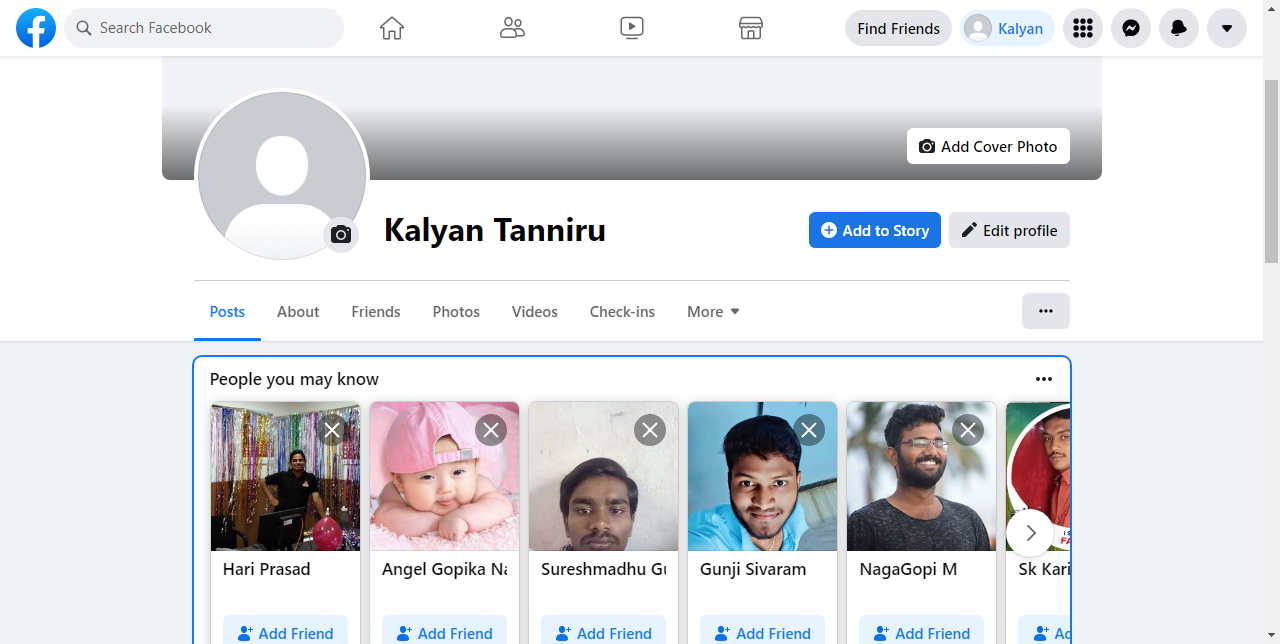 Search Facebook
Find Friends
Kalyan
Add Cover Photo
Kalyan Tanniru
Add to Story
Edit profile
Posts About Friends Photos Videos Check-ins More
People you may know
Hari Prasad
Angel Gopika Na
Sureshmadhu Gu
Gunji Sivaram
NagaGopi M
Sk Kari
Add Friend
Add Friend
Add Friend
Add Friend
Add Friend